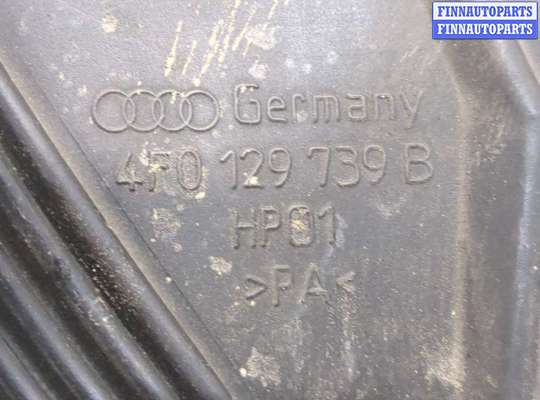 FINNAUTOPARTS
FINNAUTOPARTS
Germany
4F0 129 739 B
HP01
>PA<